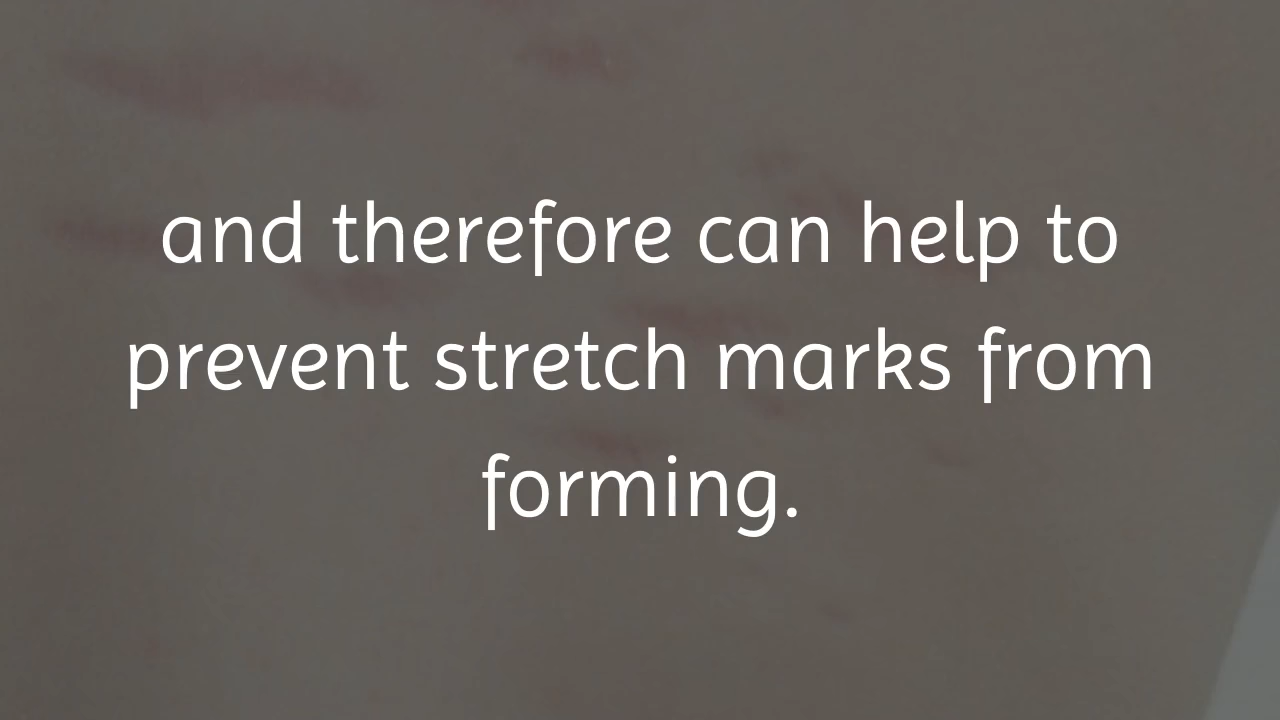 and therefore can help to
prevent stretch marks from
forming.